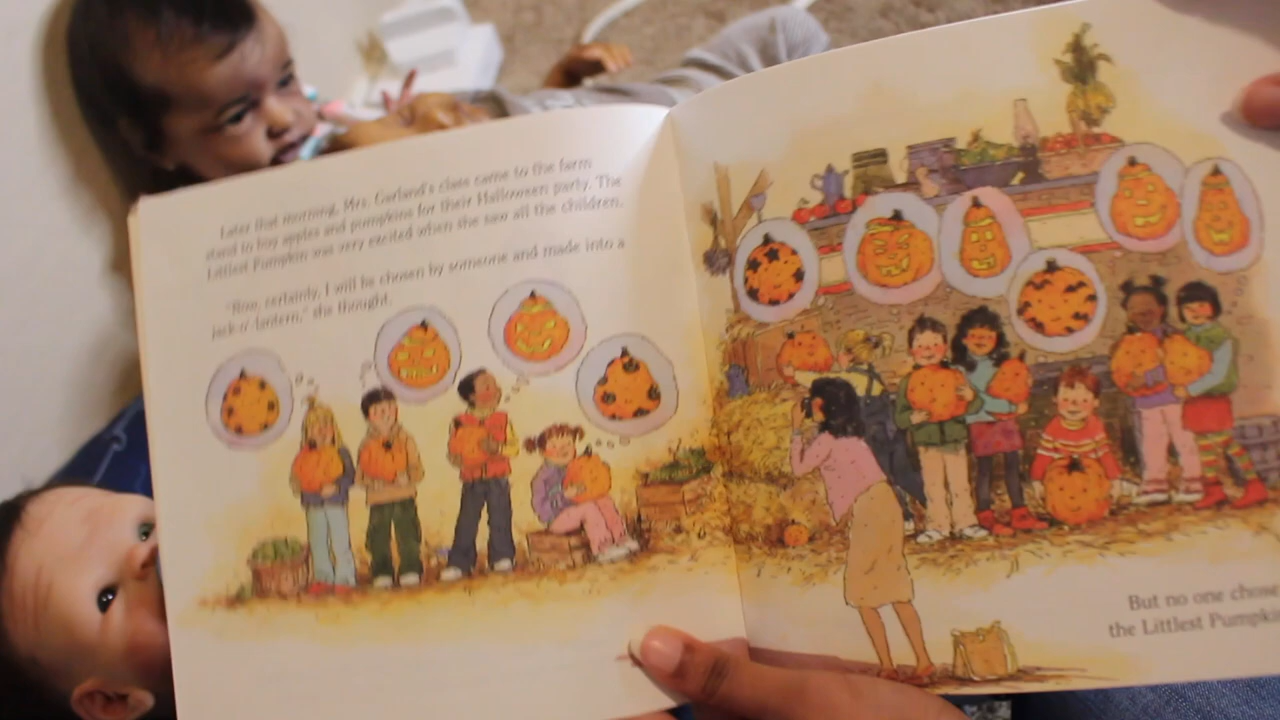 Later that morning, Mrs. Garland's class came to the farm
stand to buy apples and pumpkins for their Halloween party. The
Littlest Pumpkin was very excited when she saw all the children.
"Now, certainly, I will be chosen by someone and made into a
jack-o'-lantern," she thought.
But no one chose
the Littlest Pumpki